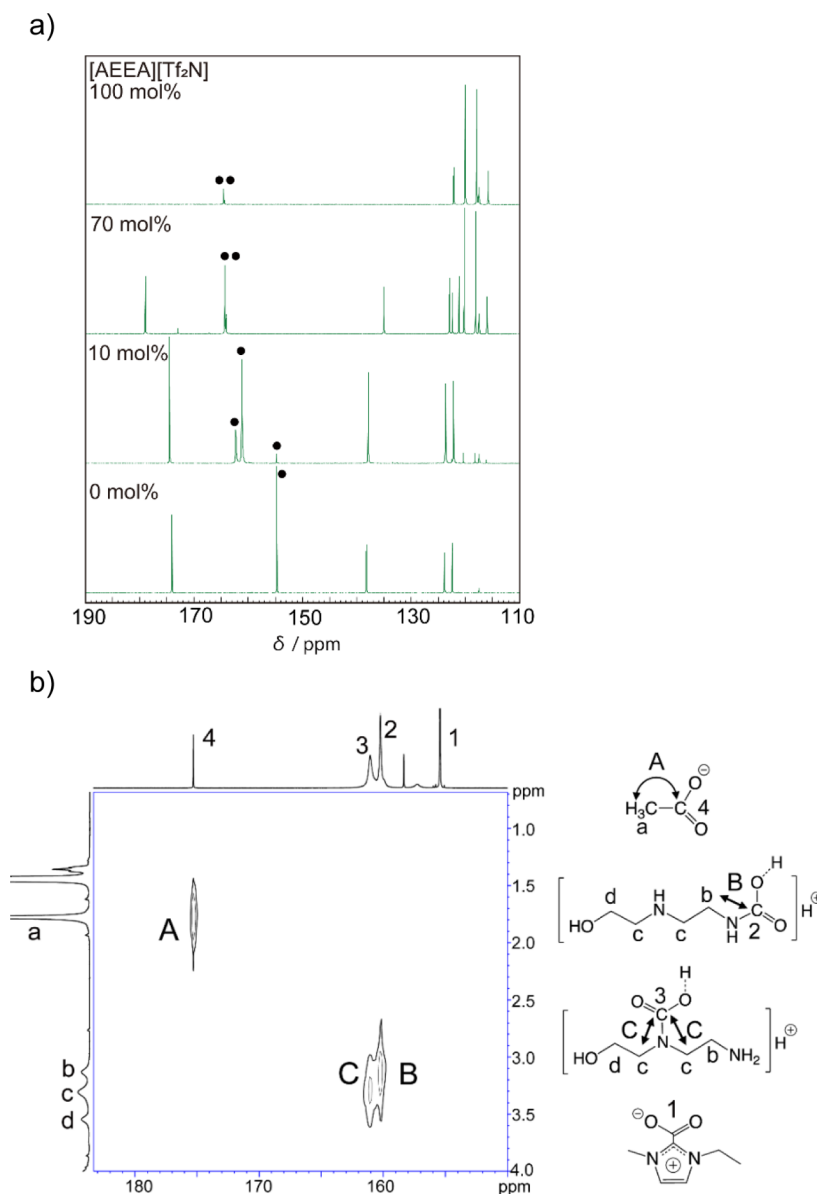 a)
[AEEA][Tf₂N]
100 mol%
70 mol%
10 mol%
0 mol%
190 170 150 130 110
δ / ppm
b)
4 3 2 1
ppm
1.0
1.5
2.0
2.5
3.0
3.5
4.0
a
b
c
d
A
C B
180 170 160 ppm
A
O⊖
H₃C C 4
a O
H
B O
d H b
N C
HO c c N 2 O
H
H⊕
H
O 3 O
C
C C
N b
HO d c c NH₂
H⊕
1
⊖O O
N N
⊕